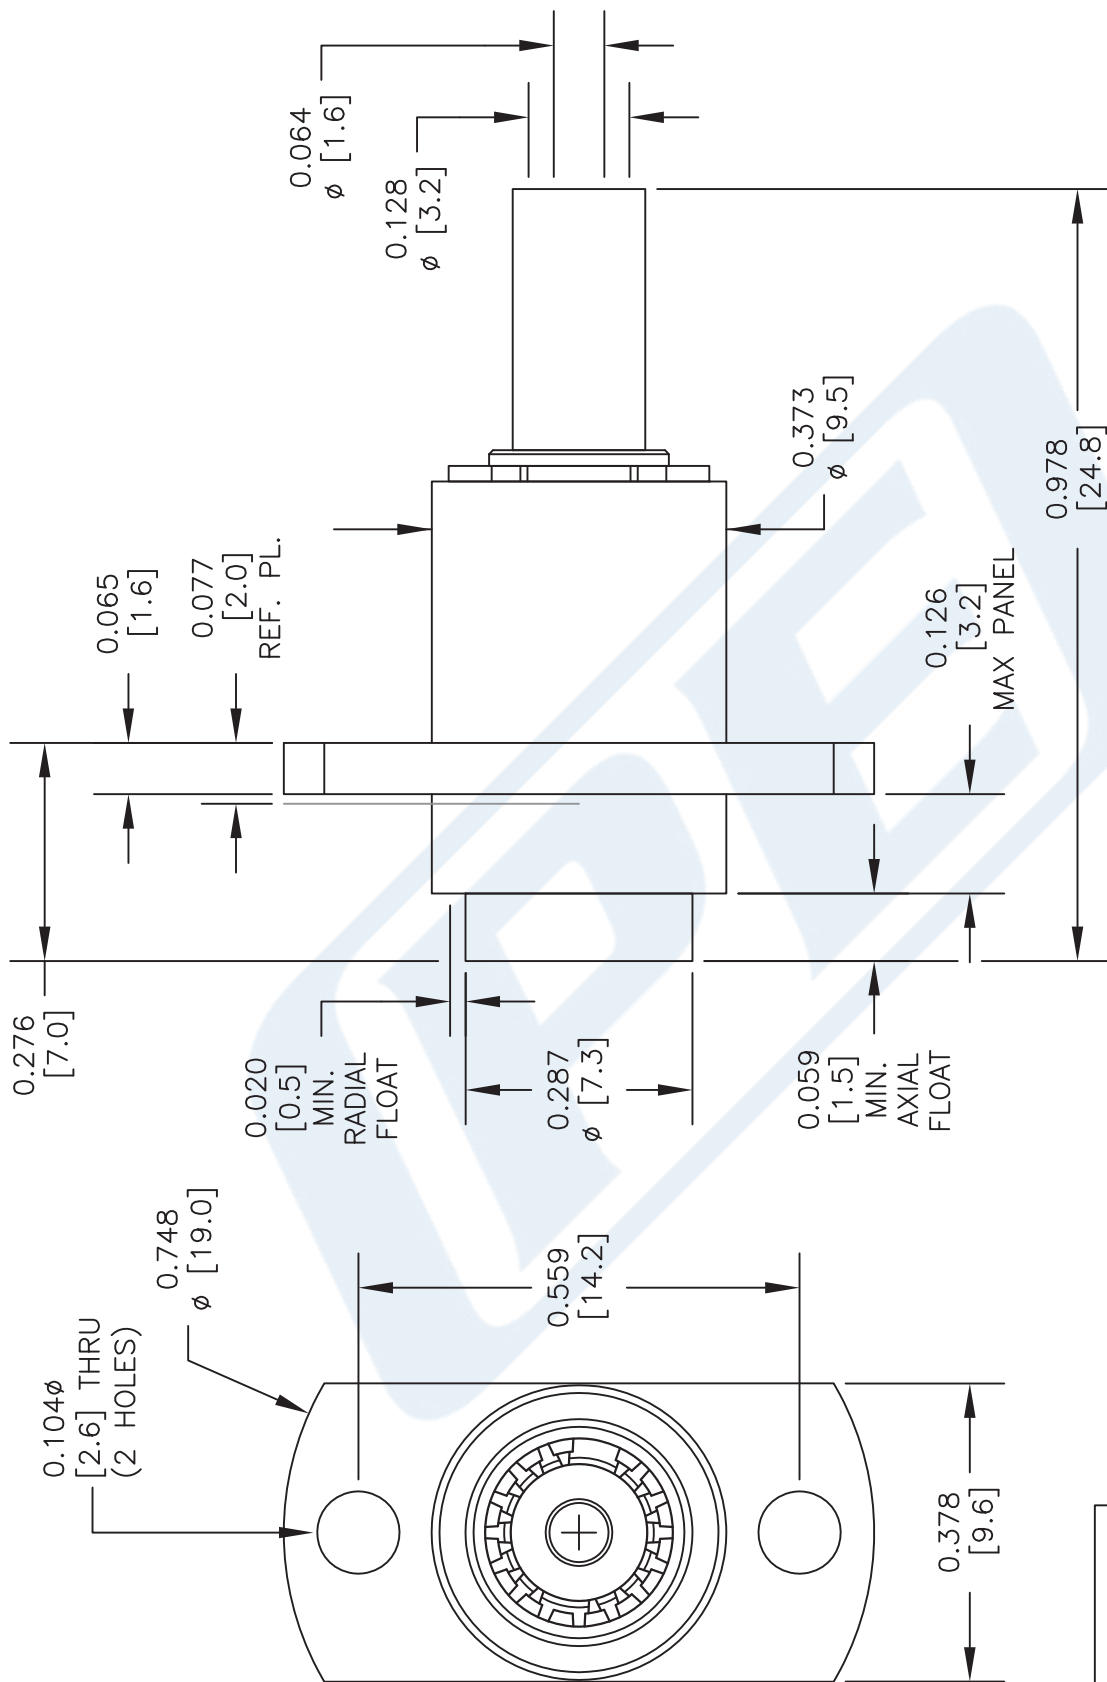 0.064
ø [1.6]
0.128
ø [3.2]
0.373
ø [9.5]
0.978
[24.8]
0.065
[1.6]
0.077
[2.0]
REF. PL.
0.126
[3.2]
MAX PANEL
0.276
[7.0]
0.020
[0.5]
MIN.
RADIAL
FLOAT
0.287
ø [7.3]
0.059
[1.5]
MIN.
AXIAL
FLOAT
0.104ø
[2.6] THRU
(2 HOLES)
0.748
ø [19.0]
0.559
[14.2]
0.378
[9.6]
PE